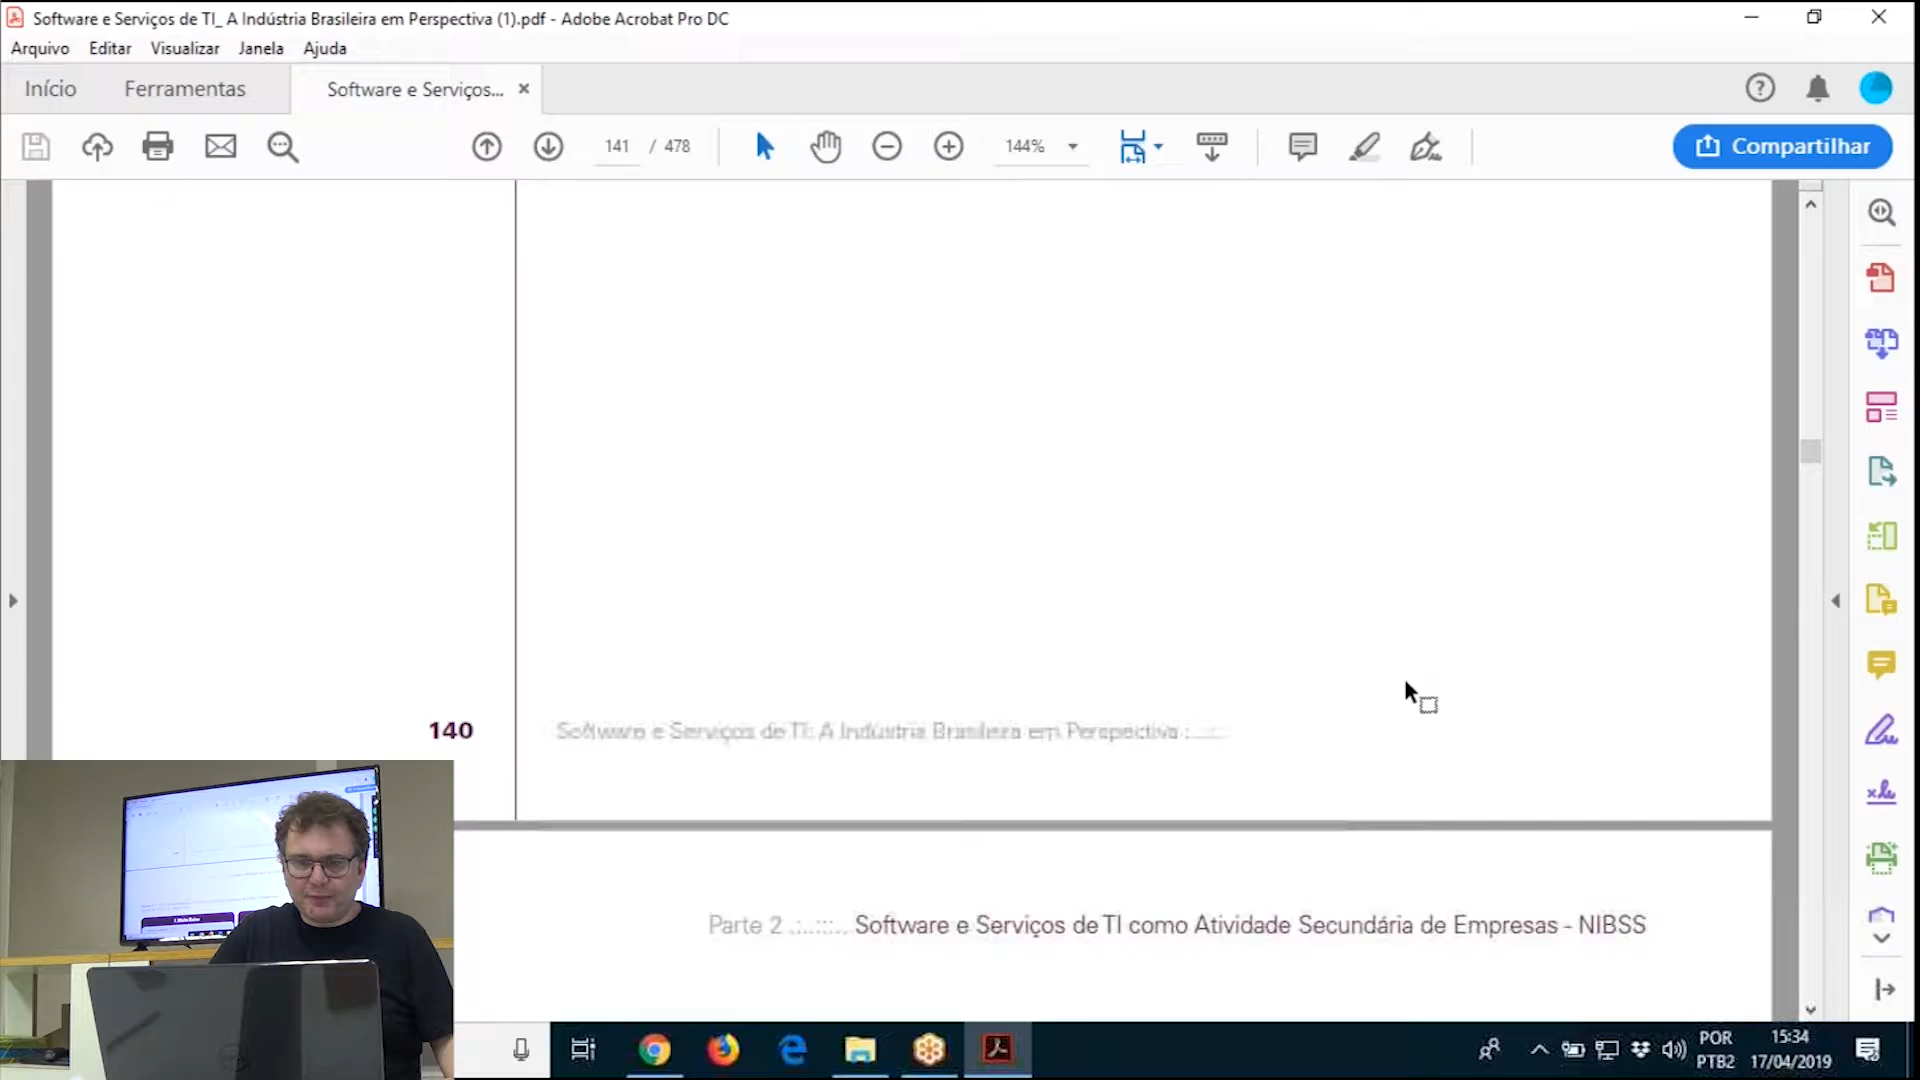 Software e Serviços de TI_ A Indústria Brasileira em Perspectiva (1).pdf - Adobe Acrobat Pro DC
Arquivo Editar Visualizar Janela Ajuda
Início Ferramentas Software e Serviços...
141 / 478 144% Compartilhar
140 Software e Serviços de TI: A Indústria Brasileira em Perspectiva
Parte 2 Software e Serviços de TI como Atividade Secundária de Empresas - NIBSS
POR 15:34
PTB2 17/04/2019